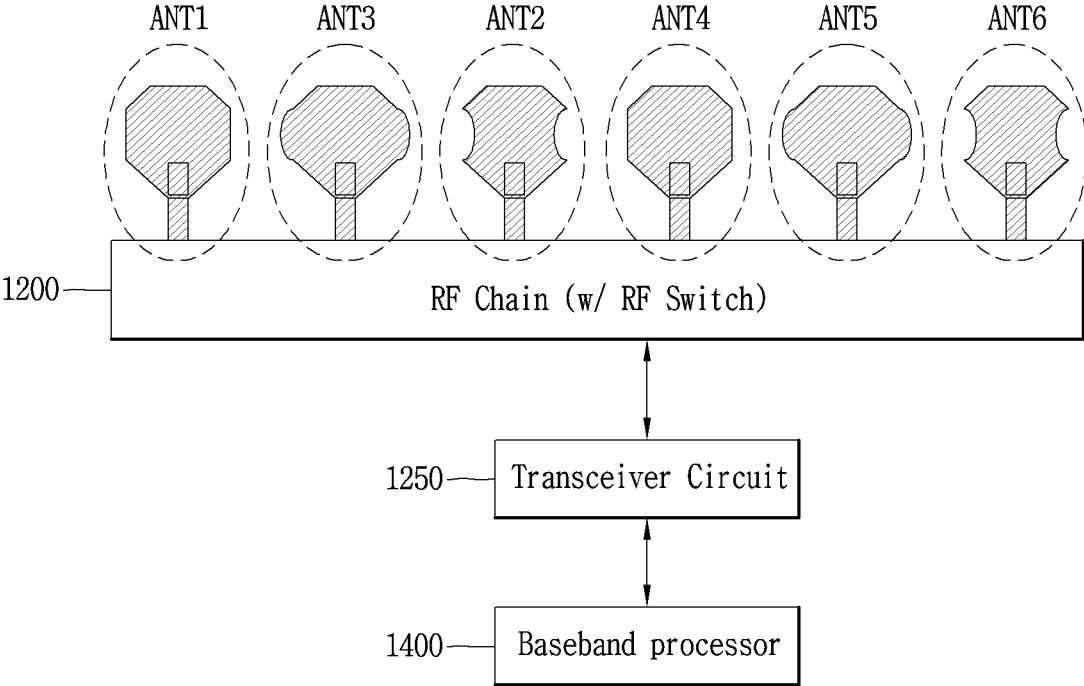 ANT1 ANT3 ANT2 ANT4 ANT5 ANT6
1200 RF Chain (w/ RF Switch)
1250 Transceiver Circuit
1400 Baseband processor